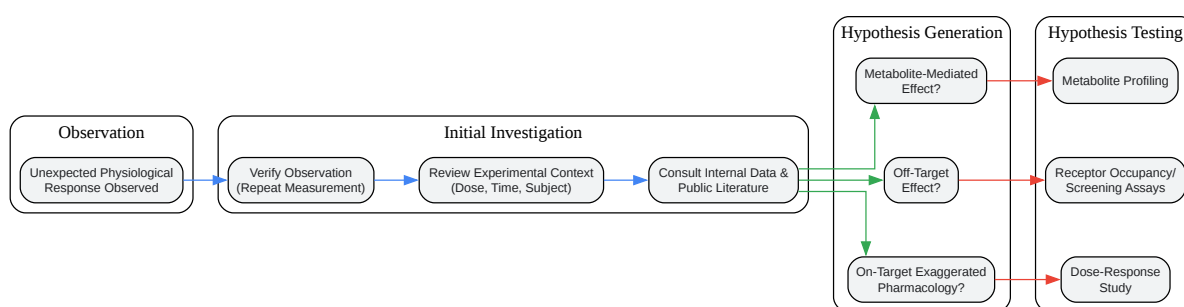 Observation
Unexpected Physiological
Response Observed
Initial Investigation
Verify Observation
(Repeat Measurement)
Review Experimental Context
(Dose, Time, Subject)
Consult Internal Data &
Public Literature
Hypothesis Generation
Metabolite-Mediated
Effect?
Off-Target
Effect?
On-Target Exaggerated
Pharmacology?
Hypothesis Testing
Metabolite Profiling
Receptor Occupancy/
Screening Assays
Dose-Response
Study